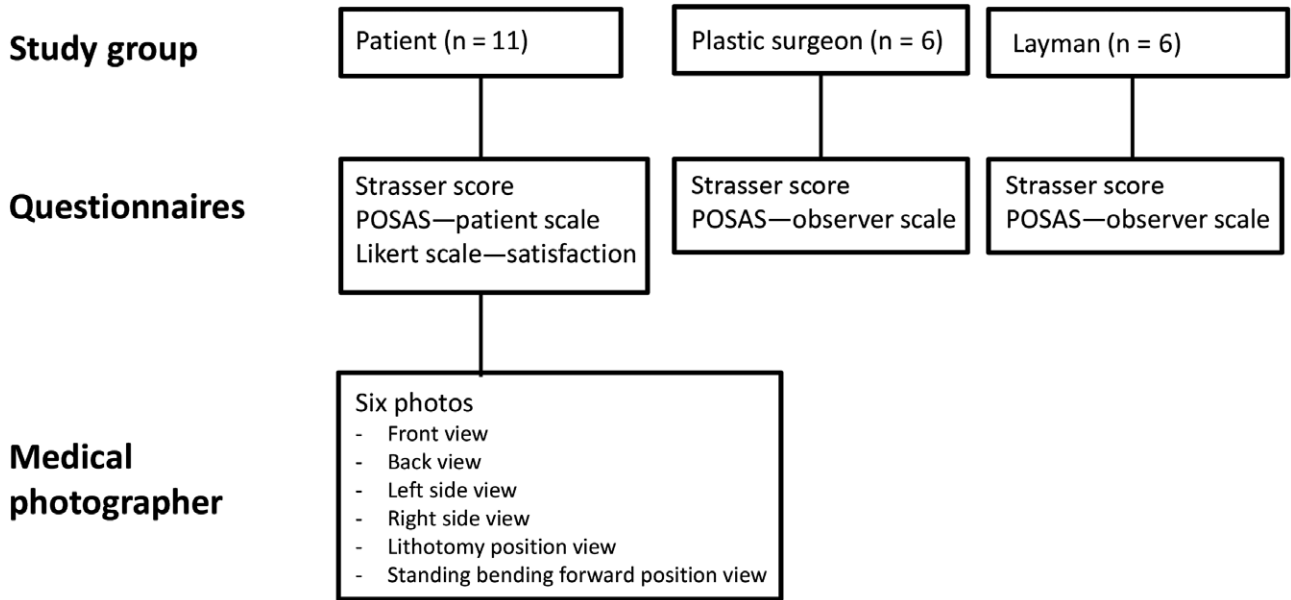 Study group
Patient (n = 11)
Plastic surgeon (n = 6)
Layman (n = 6)
Questionnaires
Strasser score
POSAS—patient scale
Likert scale—satisfaction
Strasser score
POSAS—observer scale
Strasser score
POSAS—observer scale
Medical
photographer
Six photos
- Front view
- Back view
- Left side view
- Right side view
- Lithotomy position view
- Standing bending forward position view